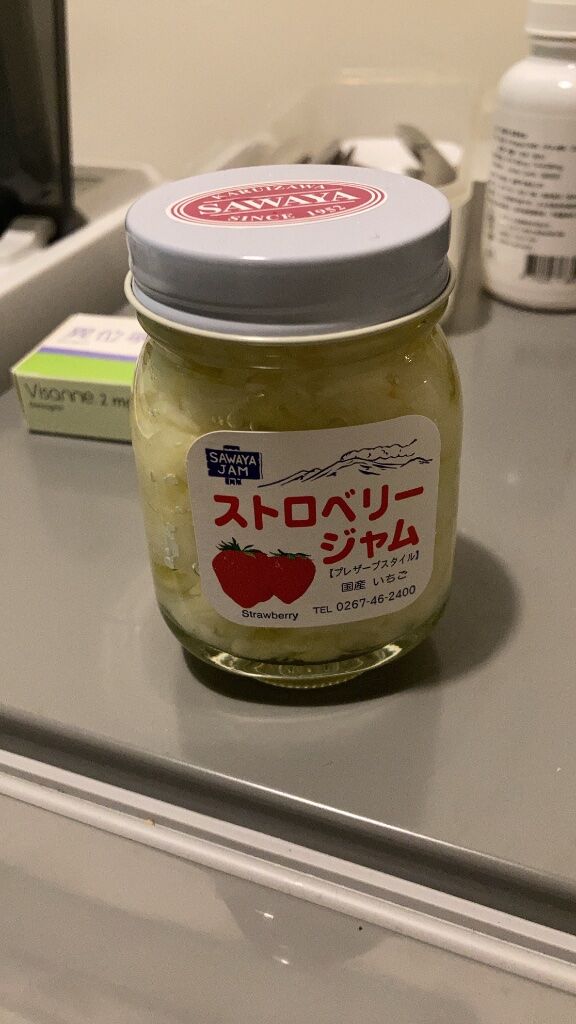 KARUIZAWA
SAWAYA
SINCE 1952
Visanne 2 m
SAWAYA
JAM
ストロベリー
ジャム
【プレザーブスタイル】
国産 いちご
Strawberry
TEL 0267-46-2400